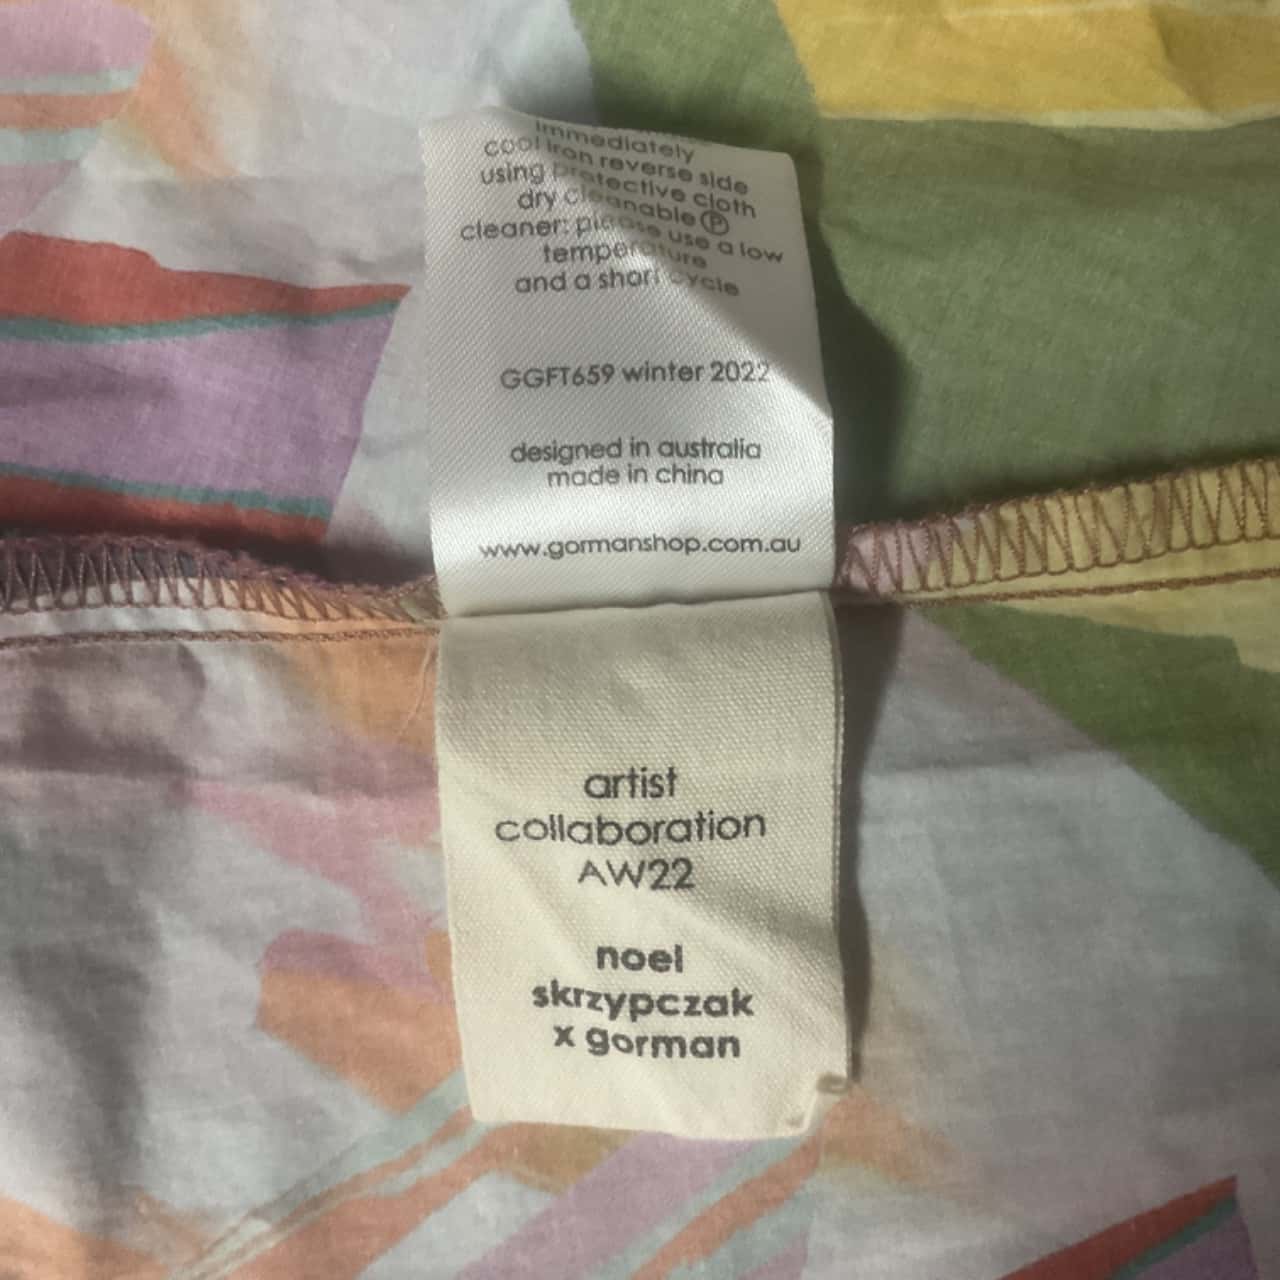 immediately
cool iron reverse side
using protective cloth
dry cleanable Ⓟ
cleaner: please use a low
temperature
and a short cycle
GGFT659 winter 2022
designed in australia
made in china
www.gormanshop.com.au
artist
collaboration
AW22
noel
skrzypczak
x gorman